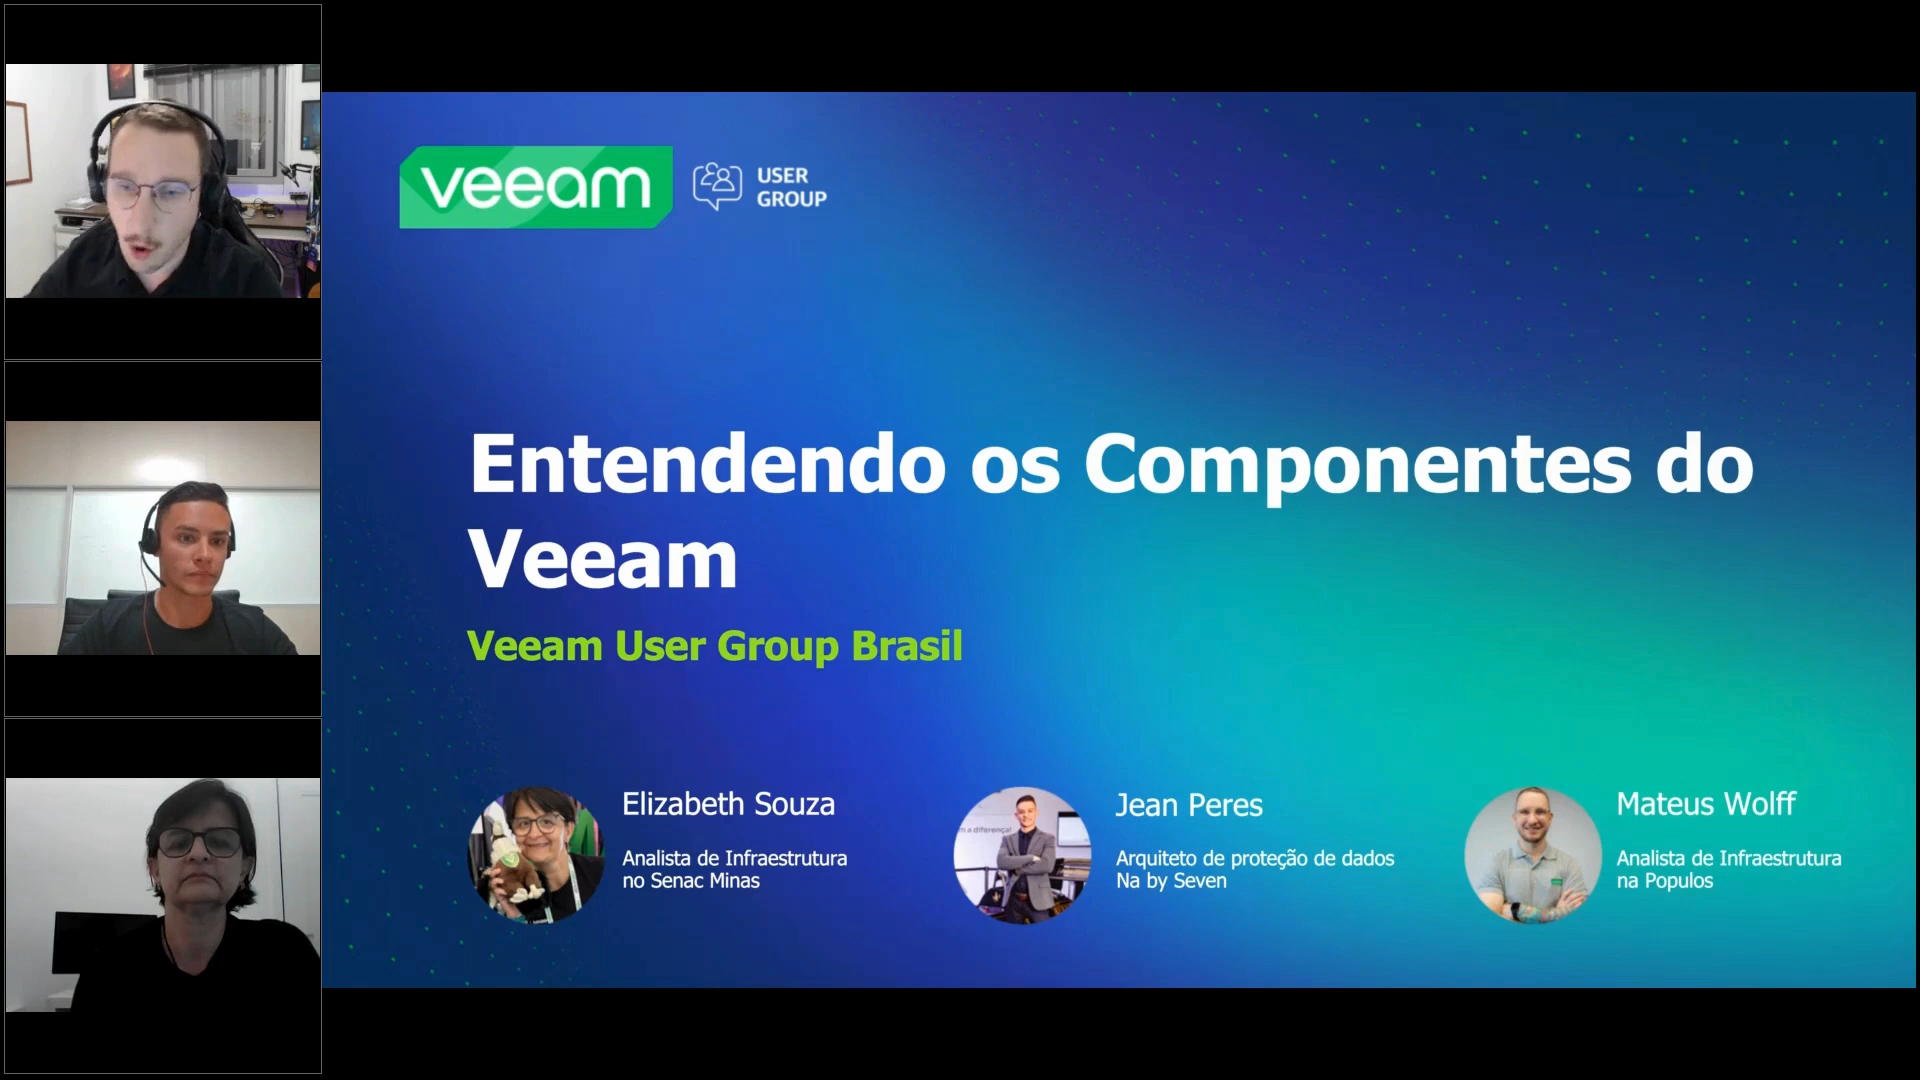 veeam
USER
GROUP
Entendendo os Componentes do
Veeam
Veeam User Group Brasil
Elizabeth Souza
Analista de Infraestrutura
no Senac Minas
m a diferença!
Jean Peres
Arquiteto de proteção de dados
Na by Seven
Mateus Wolff
Analista de Infraestrutura
na Populos